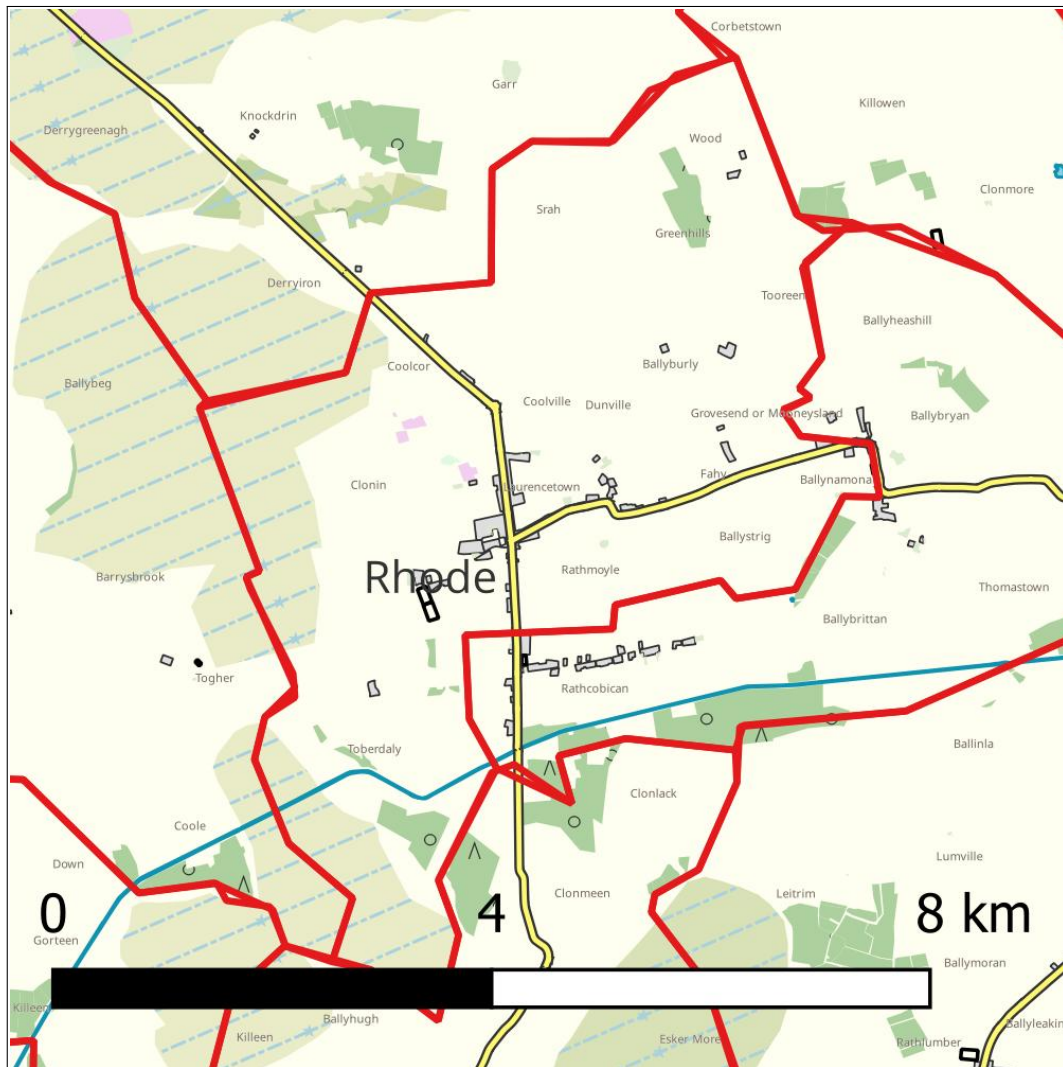 Corbetstown
Garr
Killowen
Knockdrin
Derrygreenagh
Wood
Clonmore
Srah
Greenhills
Derryiron
Tooreen
Ballyheashill
Coolcor
Ballyburly
Ballybeg
Coolville
Dunville
Grovesend or Mooneysland
Ballybryan
Fahy
Ballynamona
Clonin
Laurencetown
Ballystrig
Rhode
Rathmoyle
Barrysbrook
Thomastown
Ballybrittan
Togher
Rathcobican
Toberdaly
Ballinla
Clonlack
Coole
Down
Lumville
Clonmeen
Leitrim
0 4 8 km
Gorteen
Ballymoran
Killeen
Ballyhugh
Ballyleakin
Killeen
Esker More
Rathlumber